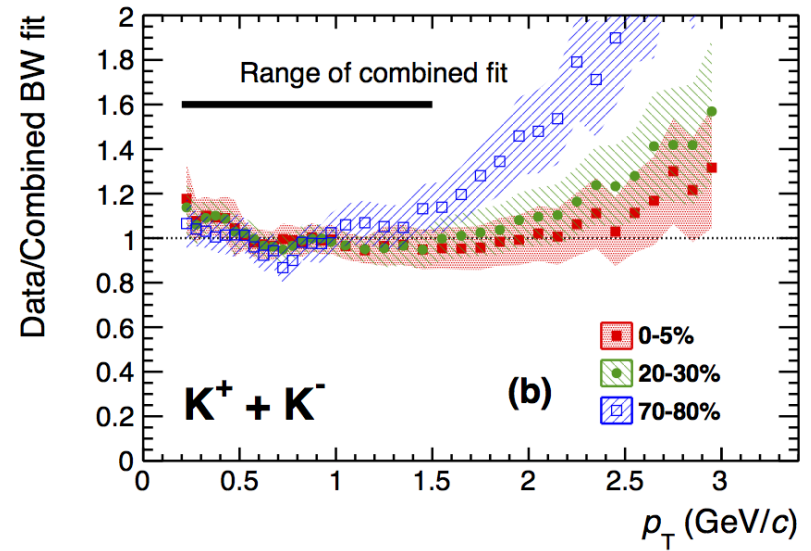 Data/Combined BW fit
2
1.8
1.6
1.4
1.2
1
0.8
0.6
0.4
0.2
0
Range of combined fit
0-5%
20-30%
70-80%
K⁺ + K⁻
(b)
0 0.5 1 1.5 2 2.5 3
p_T (GeV/c)